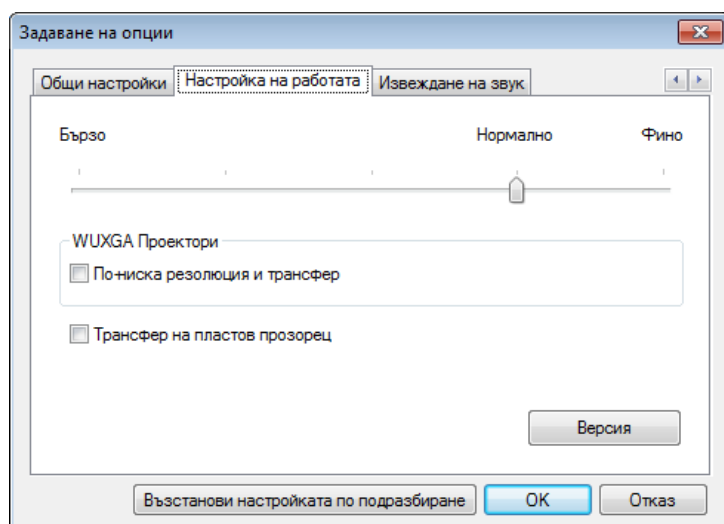 Задаване на опции
Общи настройки Настройка на работата Извеждане на звук
Бързо Нормално Фино
WUXGA Проектори
По-ниска резолюция и трансфер
Трансфер на пластов прозорец
Версия
Възстанови настройката по подразбиране OK Отказ